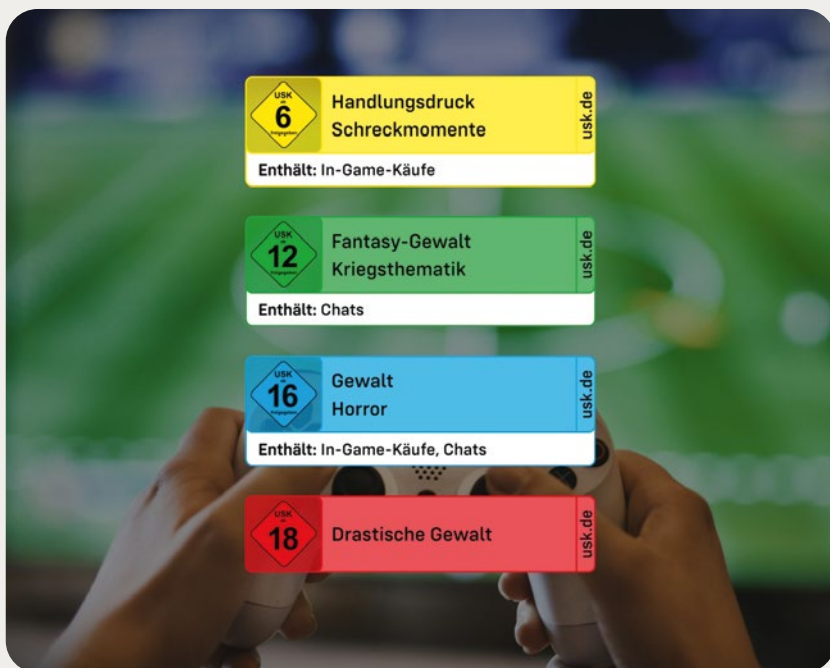 USK
ab
6
freigegeben
Handlungsdruck
Schreckmomente
usk.de
Enthält: In-Game-Käufe
USK
ab
12
freigegeben
Fantasy-Gewalt
Kriegsthematik
usk.de
Enthält: Chats
USK
ab
16
freigegeben
Gewalt
Horror
usk.de
Enthält: In-Game-Käufe, Chats
USK
ab
18
Drastische Gewalt
usk.de